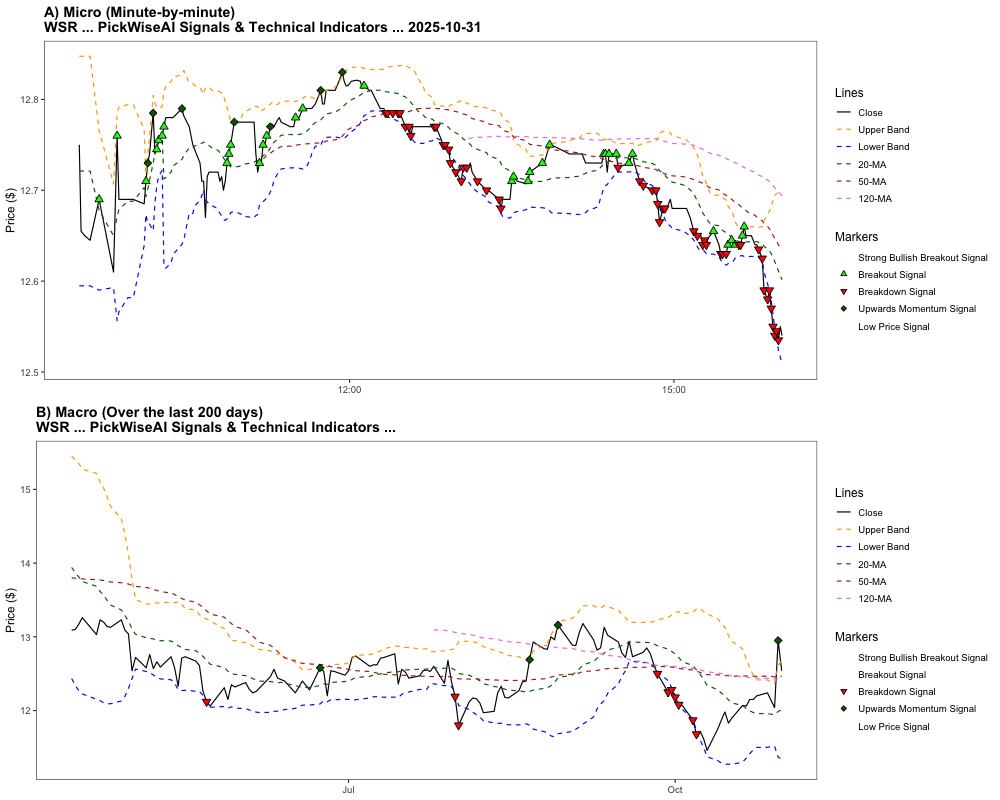 A) Micro (Minute-by-minute)
WSR ... PickWiseAI Signals & Technical Indicators ... 2025-10-31
Price ($)
12.8
12.7
12.6
12.5
12:00
15:00
Lines
Close
Upper Band
Lower Band
20-MA
50-MA
120-MA
Markers
Strong Bullish Breakout Signal
Breakout Signal
Breakdown Signal
Upwards Momentum Signal
Low Price Signal
B) Macro (Over the last 200 days)
WSR ... PickWiseAI Signals & Technical Indicators ...
Price ($)
15
14
13
12
Jul
Oct
Lines
Close
Upper Band
Lower Band
20-MA
50-MA
120-MA
Markers
Strong Bullish Breakout Signal
Breakout Signal
Breakdown Signal
Upwards Momentum Signal
Low Price Signal